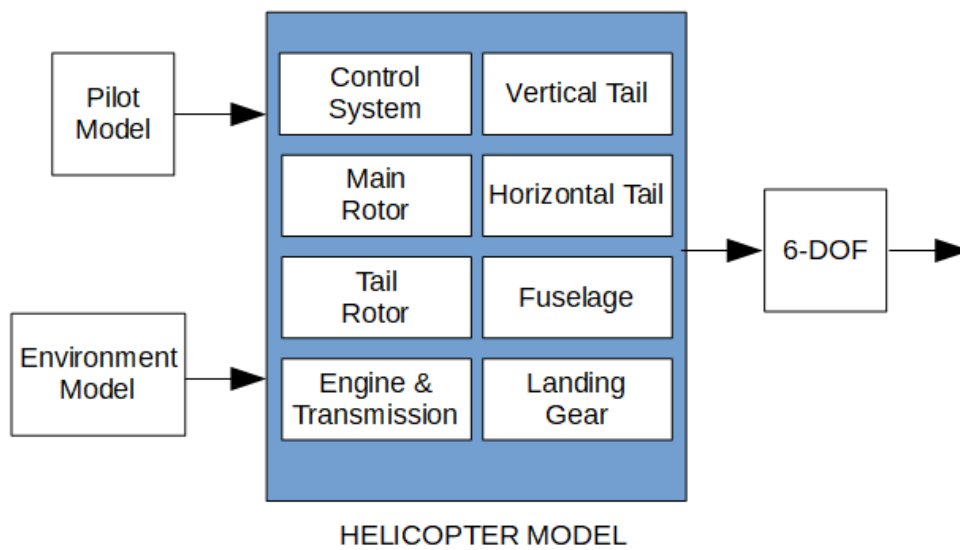 Pilot
Model
Environment
Model
Control
System
Vertical Tail
Main
Rotor
Horizontal Tail
Tail
Rotor
Fuselage
Engine &
Transmission
Landing
Gear
6-DOF
HELICOPTER MODEL